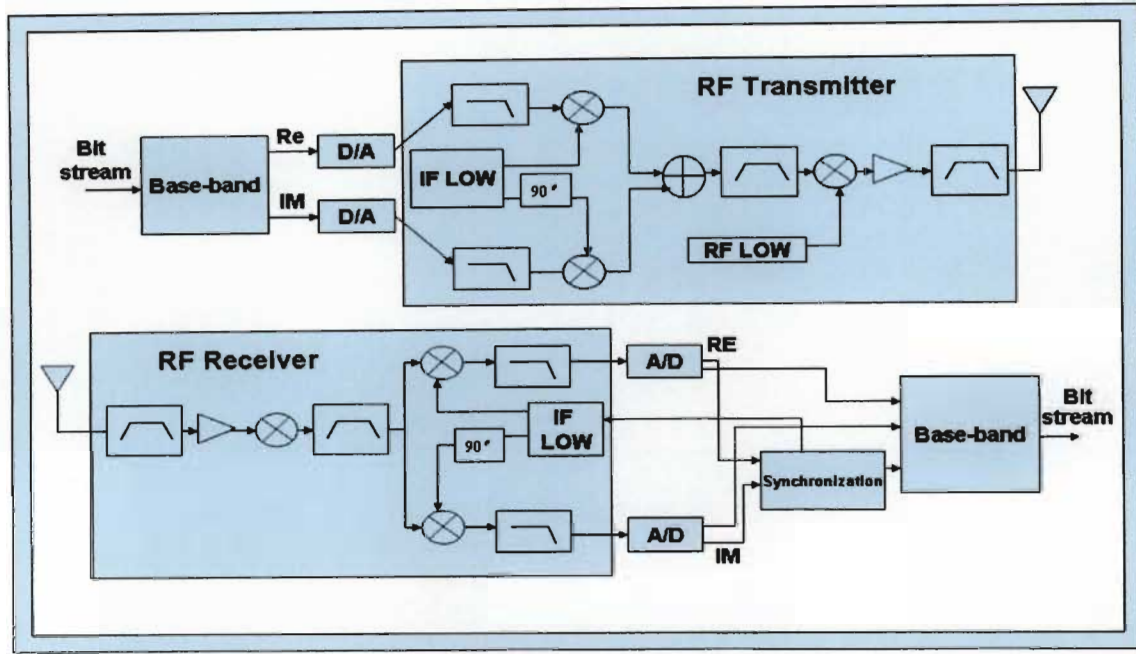 RF Transmitter
Bit
stream
Base-band
Re
IM
D/A
D/A
IF LOW
90°
RF LOW
RF Receiver
IF
LOW
90°
A/D
RE
A/D
IM
Synchronization
Base-band
Bit
stream